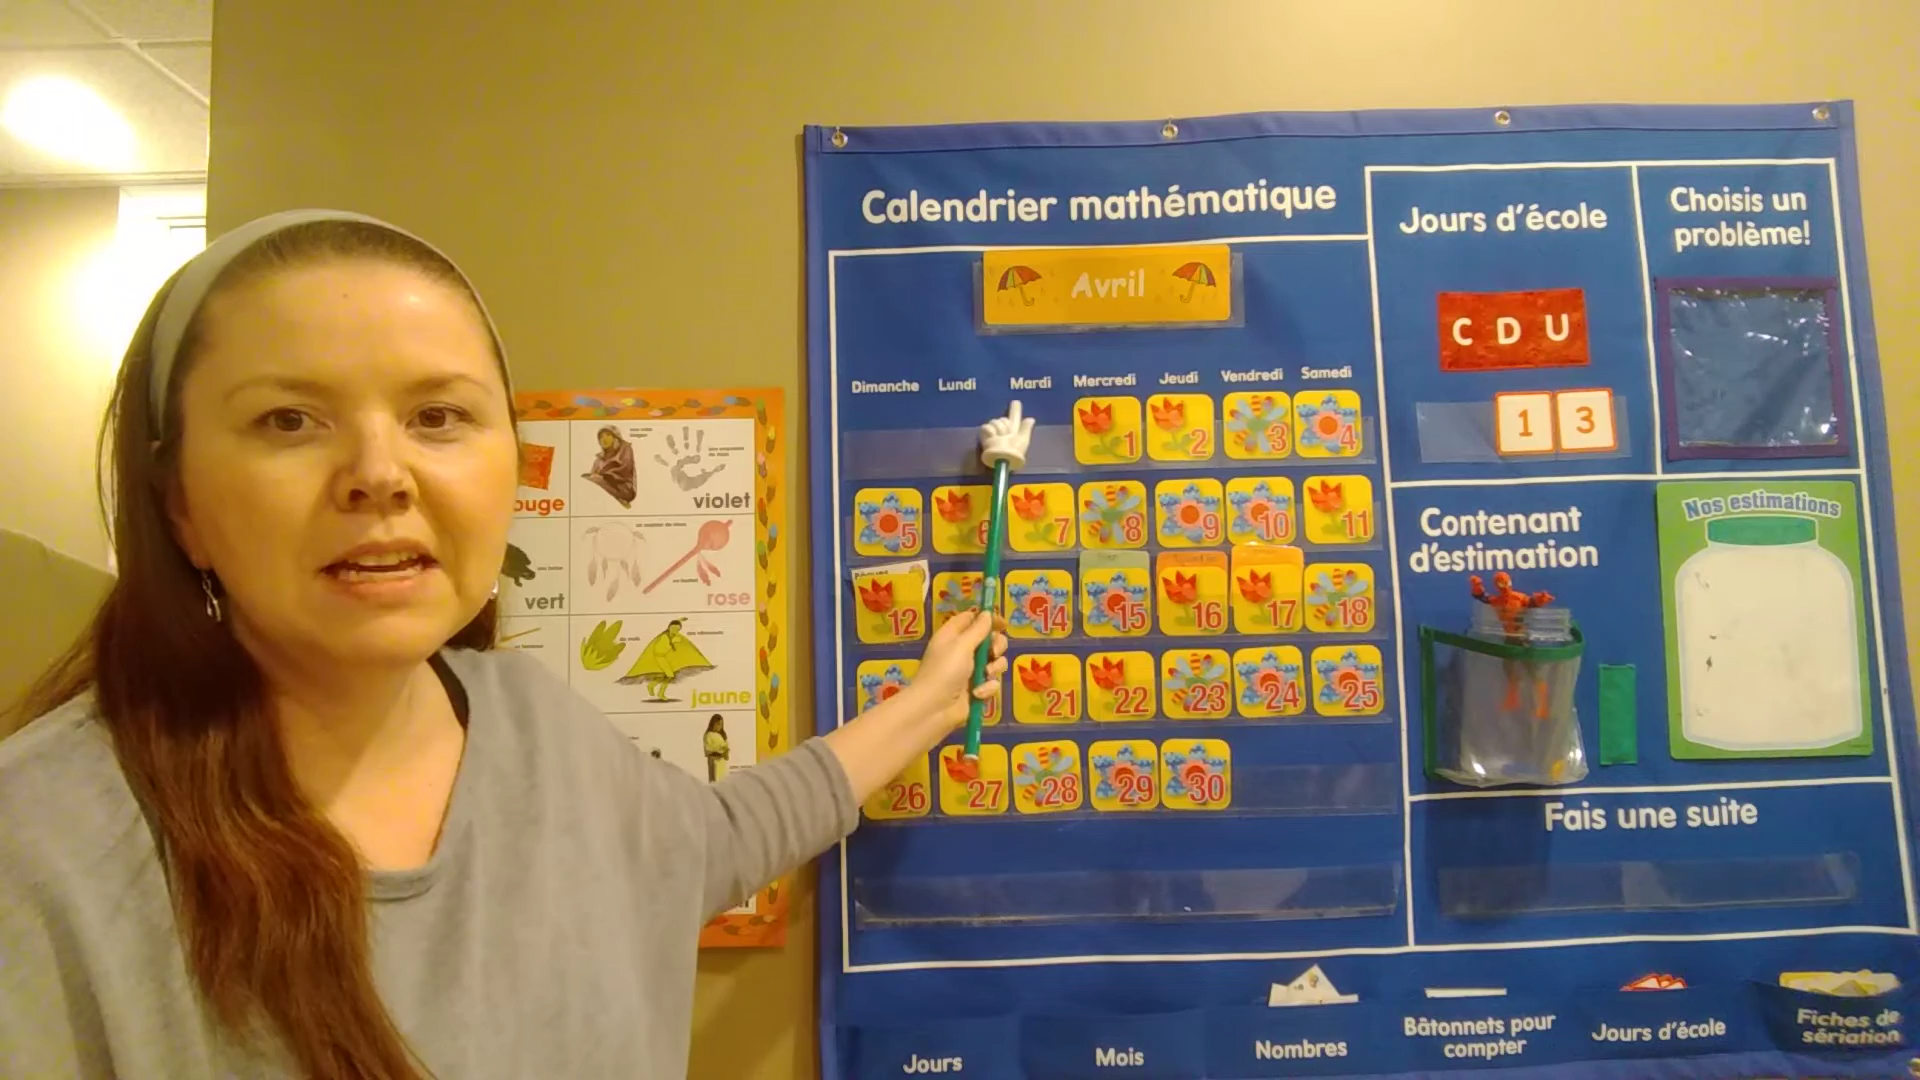 Calendrier mathématique
Avril
Dimanche Lundi Mardi Mercredi Jeudi Vendredi Samedi
1 2 3 4
5 6 7 8 9 10 11
12 14 15 16 17 18
21 22 23 24 25
26 27 28 29 30
Jours d'école
C D U
1 3
Choisis un
problème!
Contenant
d'estimation
Nos estimations
Fais une suite
Jours
Mois
Nombres
Bâtonnets pour
compter
Jours d'école
Fiches de
sériation
violet
vert
rose
jaune